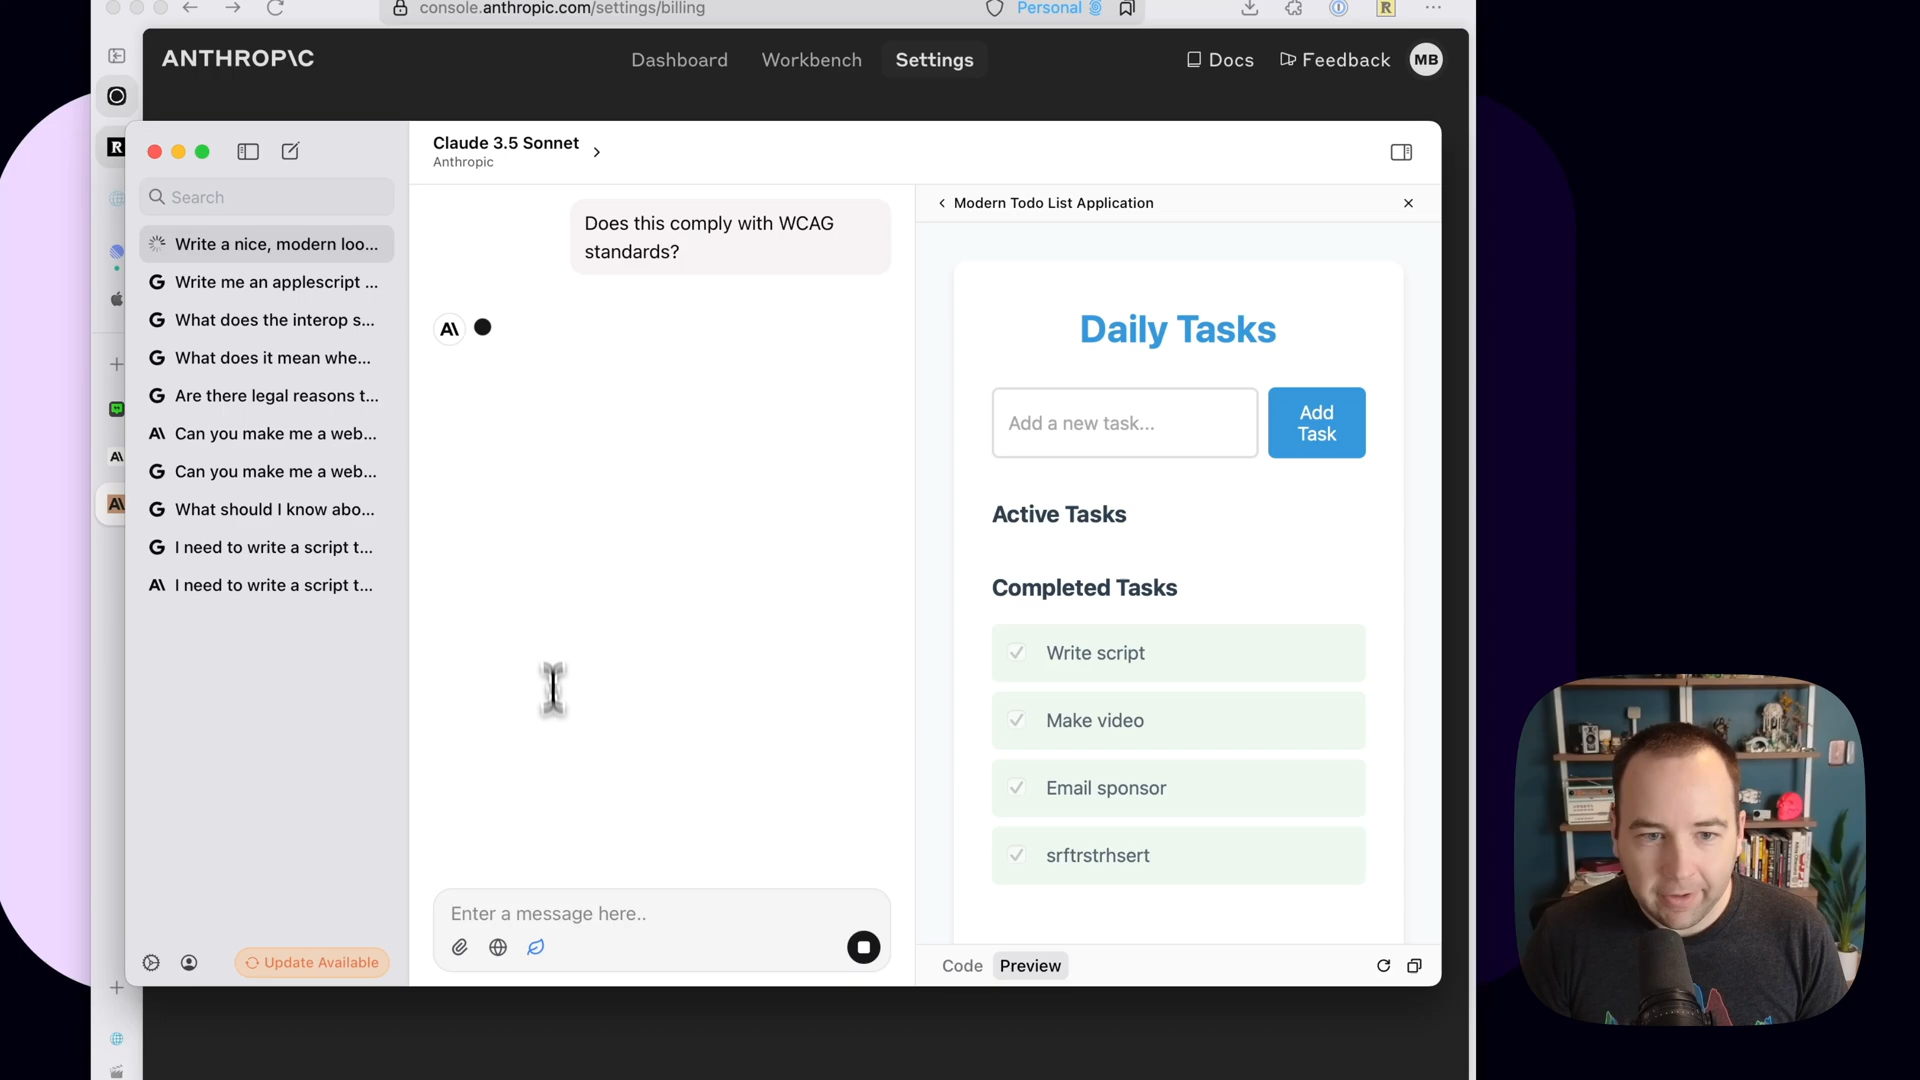 console.anthropic.com/settings/billing
Personal
ANTHROP\C
Dashboard
Workbench
Settings
Docs
Feedback
MB
R
Claude 3.5 Sonnet
Anthropic
Search
Write a nice, modern loo...
Write me an applescript ...
What does the interop s...
What does it mean whe...
Are there legal reasons t...
Can you make me a web...
Can you make me a web...
What should I know abo...
I need to write a script t...
I need to write a script t...
Update Available
Does this comply with WCAG
standards?
Enter a message here..
Modern Todo List Application
Daily Tasks
Add a new task...
Add
Task
Active Tasks
Completed Tasks
Write script
Make video
Email sponsor
srftrstrhsert
Code
Preview